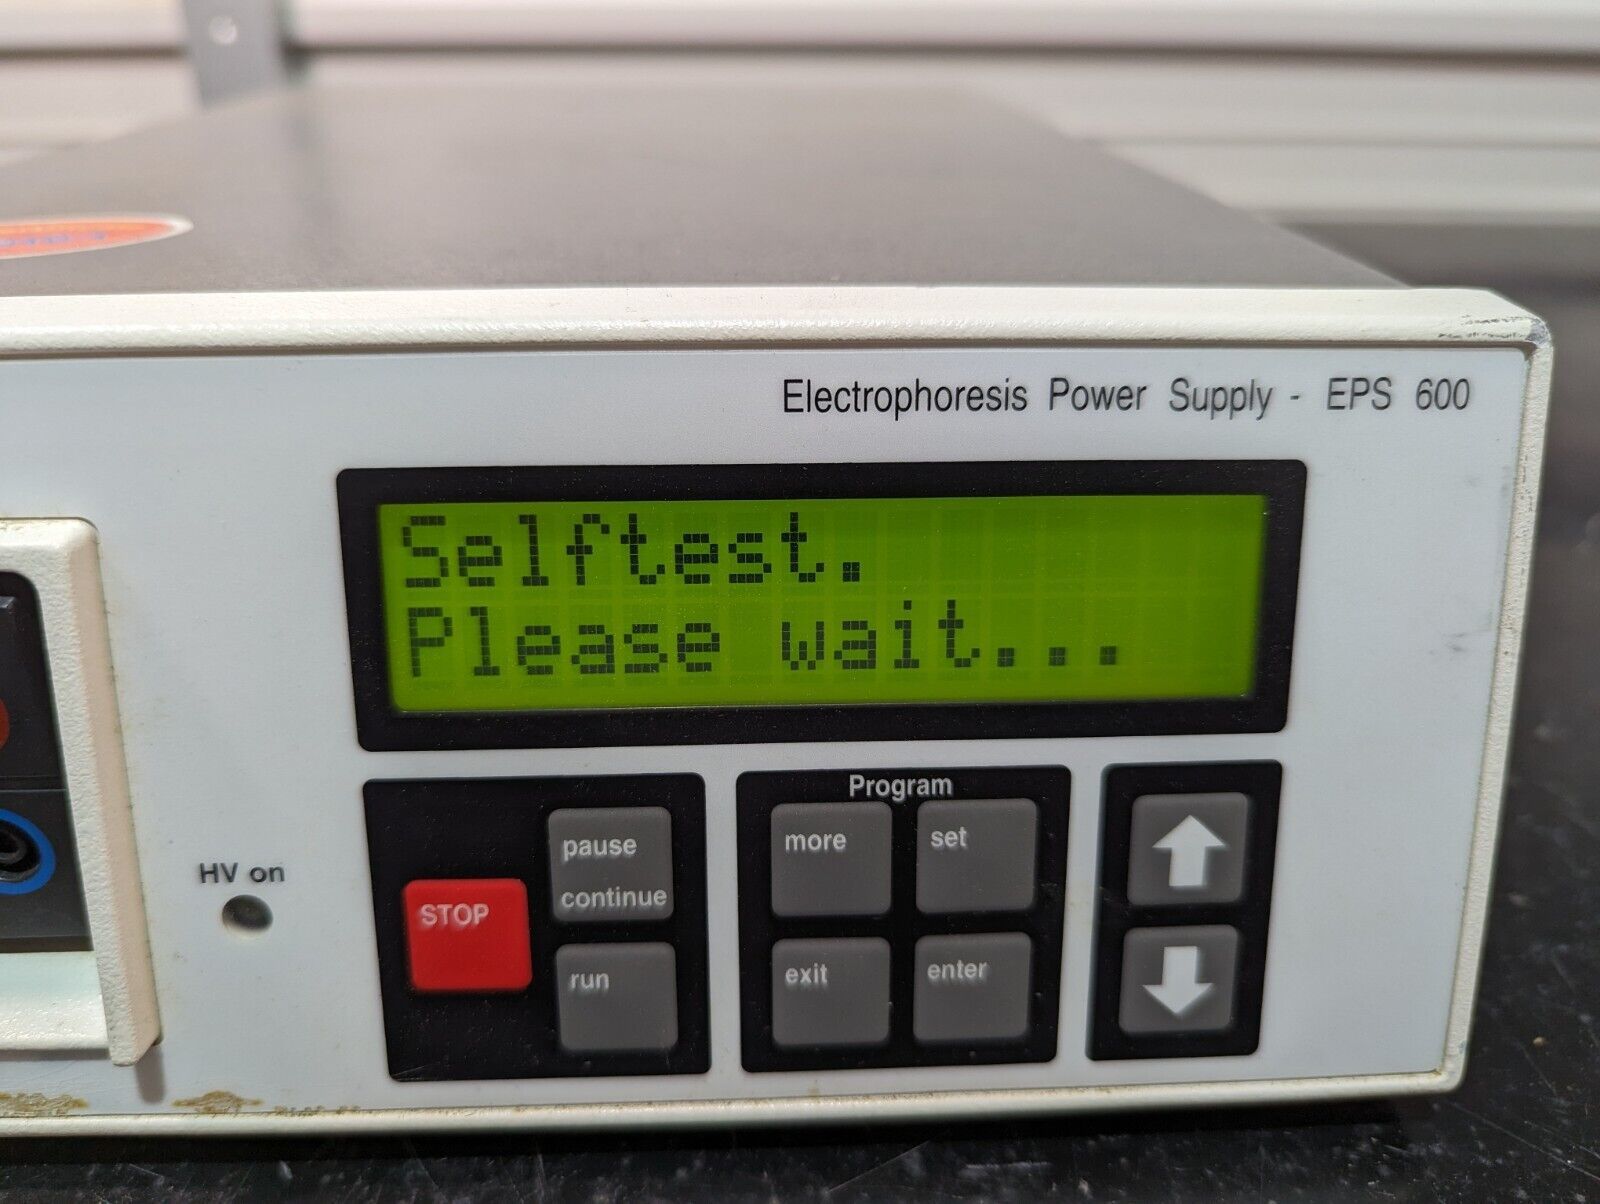 Electrophoresis Power Supply - EPS 600
Selftest.
Please wait...
HV on
STOP
pause
continue
run
Program
more
set
exit
enter